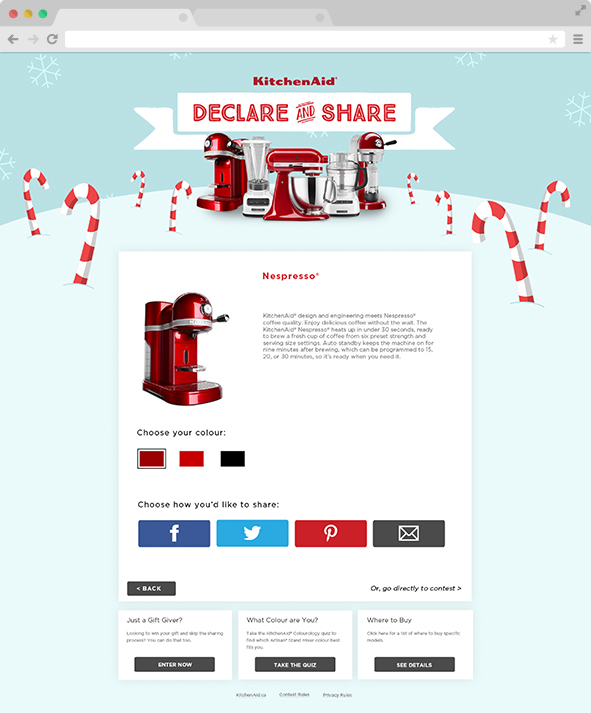 KitchenAid®
DECLARE AND SHARE
Nespresso®
KitchenAid® design and engineering meets Nespresso®
coffee quality. Enjoy delicious coffee without the wait. The
KitchenAid® Nespresso® heats up in under 30 seconds, ready
to brew a fresh cup of coffee from six preset strength and
serving size settings. Auto standby keeps the machine on for
nine minutes after brewing, which can be programmed to 15,
20, or 30 minutes, so it's ready when you need it.
Choose your colour:
Choose how you'd like to share:
< BACK
Or, go directly to contest >
Just a Gift Giver?
Looking to win your gift and skip the sharing
process? You can do that too.
ENTER NOW
What Colour are You?
Take the KitchenAid® Colourology quiz to
find which Artisan® Stand Mixer colour best
fits you.
TAKE THE QUIZ
Where to Buy
Click here for a list of where to buy specific
models.
SEE DETAILS
KitchenAid.ca
Contest Rules
Privacy Rules